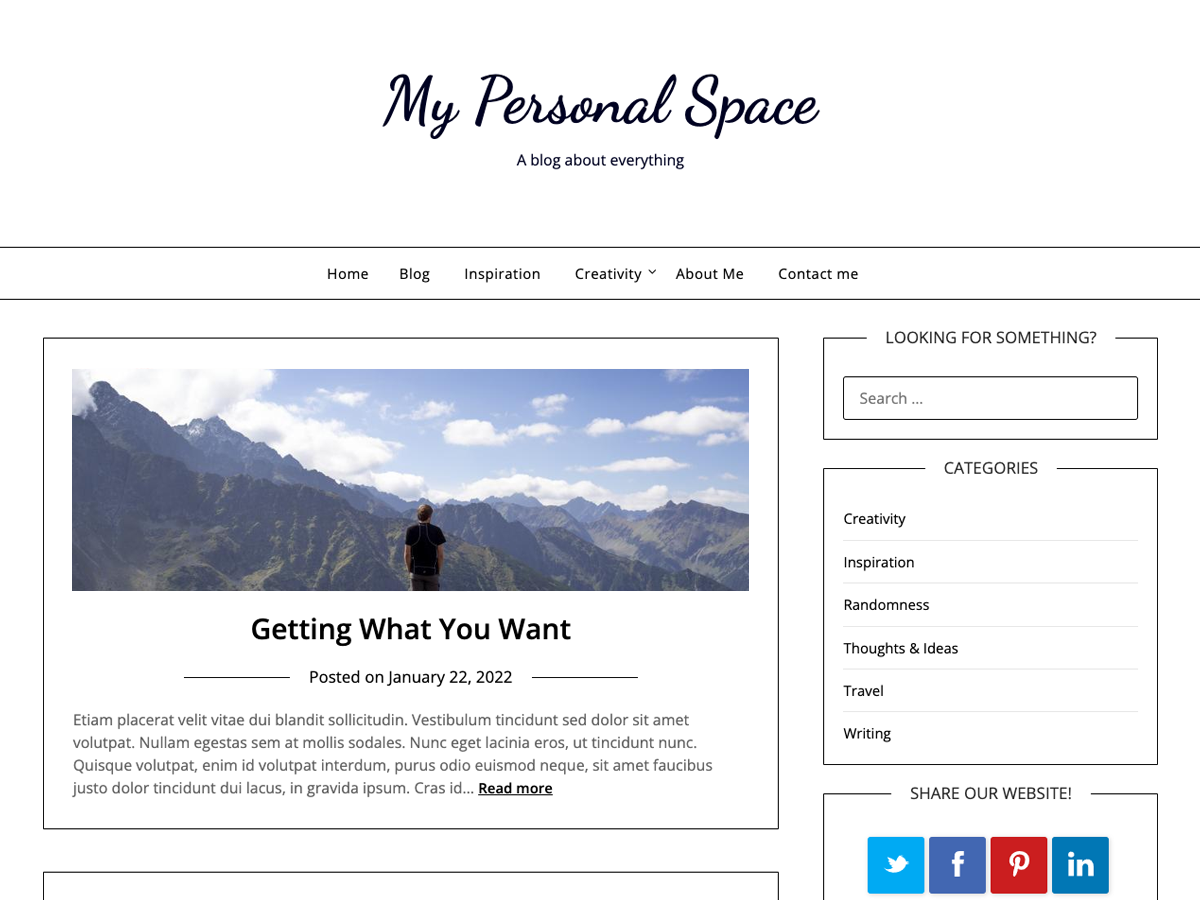 My Personal Space
A blog about everything
Home Blog Inspiration Creativity About Me Contact me
Getting What You Want
Posted on January 22, 2022
Etiam placerat velit vitae dui blandit sollicitudin. Vestibulum tincidunt sed dolor sit amet
volutpat. Nullam egestas sem at mollis sodales. Nunc eget lacinia eros, ut tincidunt nunc.
Quisque volutpat, enim id volutpat interdum, purus odio euismod neque, sit amet faucibus
justo dolor tincidunt dui lacus, in gravida ipsum. Cras id... Read more
LOOKING FOR SOMETHING?
Search ...
CATEGORIES
Creativity
Inspiration
Randomness
Thoughts & Ideas
Travel
Writing
SHARE OUR WEBSITE!
f
in